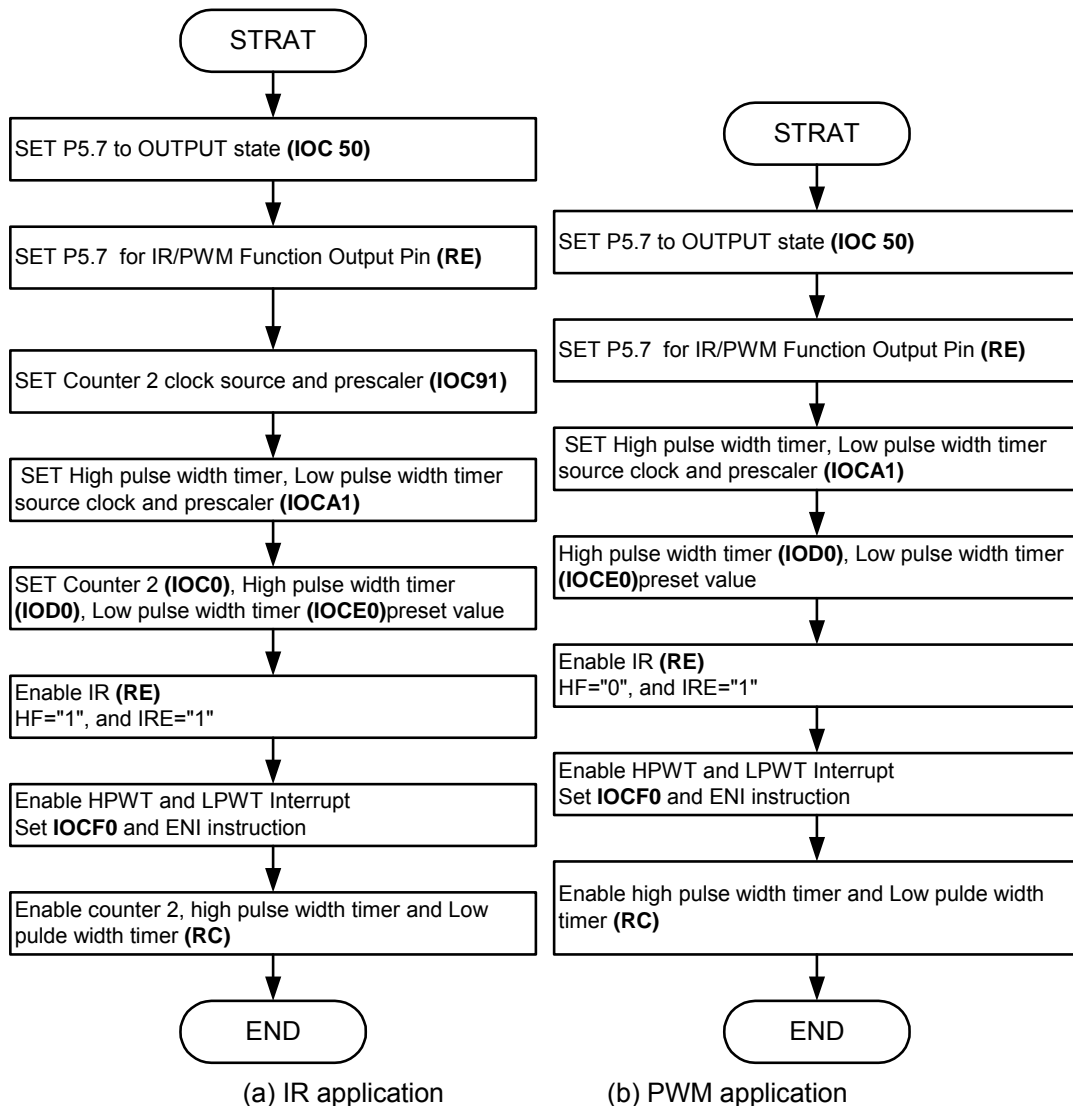 STRAT
SET P5.7 to OUTPUT state (IOC 50)
SET P5.7 for IR/PWM Function Output Pin (RE)
SET Counter 2 clock source and prescaler (IOC91)
SET High pulse width timer, Low pulse width timer
source clock and prescaler (IOCA1)
SET Counter 2 (IOC0), High pulse width timer
(IOD0), Low pulse width timer (IOCE0)preset value
Enable IR (RE)
HF="1", and IRE="1"
Enable HPWT and LPWT Interrupt
Set IOCF0 and ENI instruction
Enable counter 2, high pulse width timer and Low
pulde width timer (RC)
END
(a) IR application
STRAT
SET P5.7 to OUTPUT state (IOC 50)
SET P5.7 for IR/PWM Function Output Pin (RE)
SET High pulse width timer, Low pulse width timer
source clock and prescaler (IOCA1)
High pulse width timer (IOD0), Low pulse width timer
(IOCE0)preset value
Enable IR (RE)
HF="0", and IRE="1"
Enable HPWT and LPWT Interrupt
Set IOCF0 and ENI instruction
Enable high pulse width timer and Low pulde width
timer (RC)
END
(b) PWM application